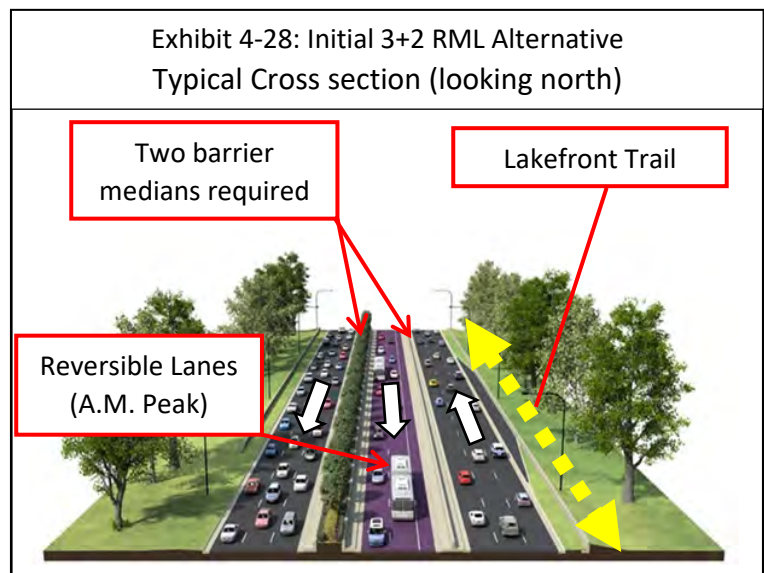 Exhibit 4-28: Initial 3+2 RML Alternative
Typical Cross section (looking north)
Two barrier
medians required
Lakefront Trail
Reversible Lanes
(A.M. Peak)